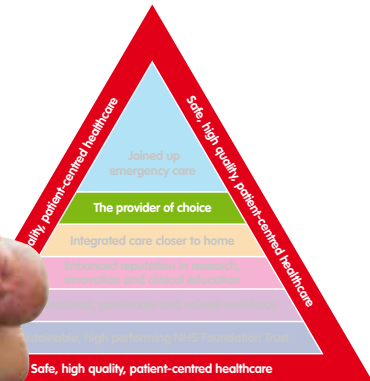 patient-centred healthcare
Safe, high quality, patient-centred healthcare
Joined up
emergency care
The provider of choice
Integrated care closer to home
Enhanced reputation in research,
innovation and clinical education
high performing NHS Foundation Trust
Safe, high quality, patient-centred healthcare